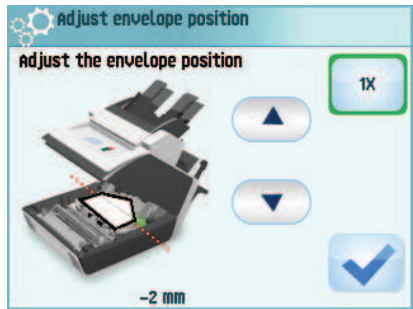 Adjust envelope position
Adjust the envelope position
1X
-2 mm